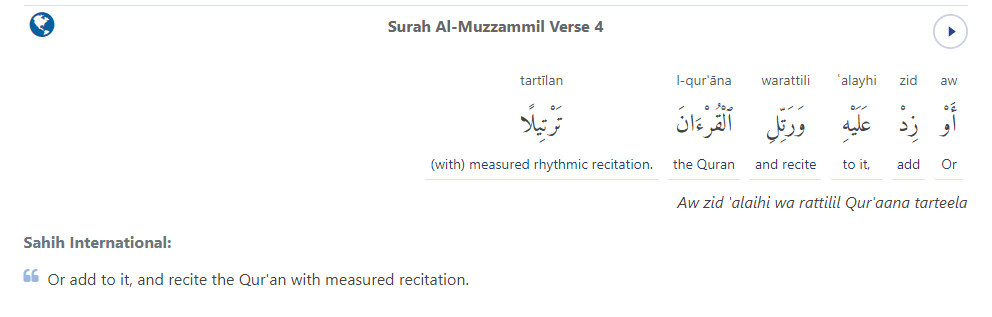 Surah Al-Muzzammil Verse 4
tartīlan l-qur'āna warattili ʿalayhi zid aw
أَوْ زِدْ عَلَيْهِ وَرَتِّلِ ٱلْقُرْءَانَ تَرْتِيلًا
(with) measured rhythmic recitation. the Quran and recite to it, add Or
Aw zid 'alaihi wa rattilil Qur'aana tarteela
Sahih International:
Or add to it, and recite the Qur'an with measured recitation.